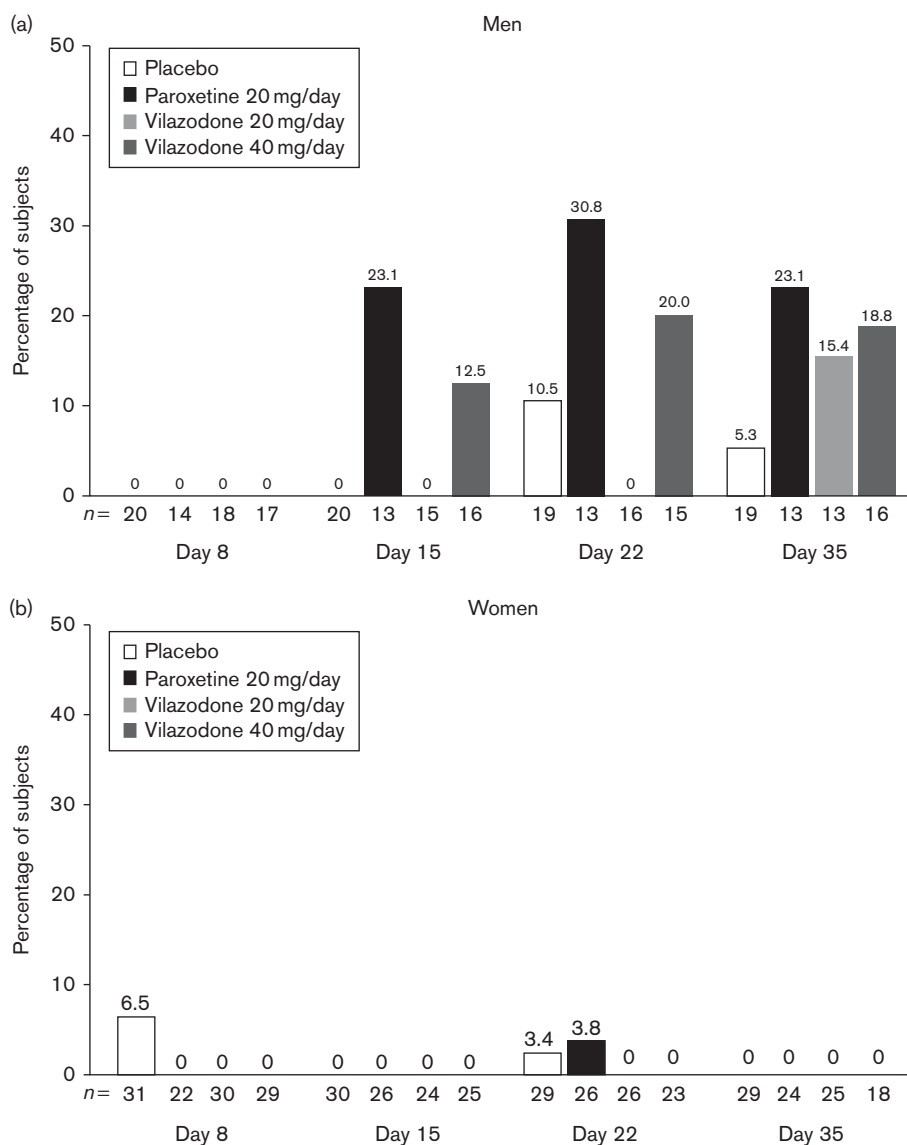 (a) Men
50
Placebo
Paroxetine 20 mg/day
40
Vilazodone 20 mg/day
Vilazodone 40 mg/day
Percentage of subjects
30.8
30
23.1 23.1
20.0
20
18.8
15.4
12.5
10.5
10
5.3
0 0 0 0 0 0 0
0
n= 20 14 18 17 20 13 15 16 19 13 16 15 19 13 13 16
Day 8 Day 15 Day 22 Day 35
(b) Women
50
Placebo
Paroxetine 20 mg/day
Vilazodone 20 mg/day
40
Vilazodone 40 mg/day
Percentage of subjects
30
20
10
6.5
3.4 3.8
0 0 0 0 0 0 0 0 0 0 0 0 0
0
n= 31 22 30 29 30 26 24 25 29 26 26 23 29 24 25 18
Day 8 Day 15 Day 22 Day 35